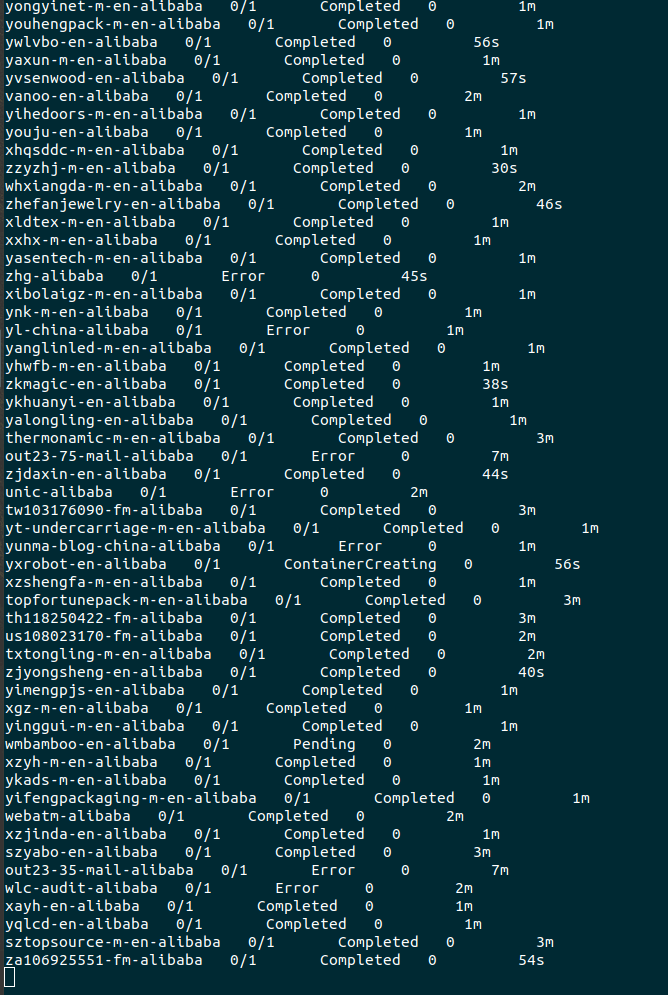 yongyinet-m-en-alibaba   0/1       Completed   0         1m
youhengpack-m-en-alibaba   0/1       Completed   0         1m
ywlvbo-en-alibaba   0/1       Completed   0         56s
yaxun-m-en-alibaba   0/1       Completed   0         1m
yvsenwood-en-alibaba   0/1       Completed   0         57s
vanoo-en-alibaba   0/1       Completed   0         2m
yihedoors-m-en-alibaba   0/1       Completed   0         1m
youju-en-alibaba   0/1       Completed   0         1m
xhqsddc-m-en-alibaba   0/1       Completed   0         1m
zzyzhj-m-en-alibaba   0/1       Completed   0         30s
whxiangda-m-en-alibaba   0/1       Completed   0         2m
zhefanjewelry-en-alibaba   0/1       Completed   0         46s
xldtex-m-en-alibaba   0/1       Completed   0         1m
xxhx-m-en-alibaba   0/1       Completed   0         1m
yasentech-m-en-alibaba   0/1       Completed   0         1m
zhg-alibaba   0/1       Error     0         45s
xibolaigz-m-en-alibaba   0/1       Completed   0         1m
ynk-m-en-alibaba   0/1       Completed   0         1m
yl-china-alibaba   0/1       Error     0         1m
yanglinled-m-en-alibaba   0/1       Completed   0         1m
yhwfb-m-en-alibaba   0/1       Completed   0         1m
zkmagic-en-alibaba   0/1       Completed   0         38s
ykhuanyi-en-alibaba   0/1       Completed   0         1m
yalongling-en-alibaba   0/1       Completed   0         1m
thermonamic-m-en-alibaba   0/1       Completed   0         3m
out23-75-mail-alibaba   0/1       Error     0         7m
zjdaxin-en-alibaba   0/1       Completed   0         44s
unic-alibaba   0/1       Error     0         2m
tw103176090-fm-alibaba   0/1       Completed   0         3m
yt-undercarriage-m-en-alibaba   0/1       Completed   0         1m
yunma-blog-china-alibaba   0/1       Error     0         1m
yxrobot-en-alibaba   0/1       ContainerCreating   0         56s
xzshengfa-m-en-alibaba   0/1       Completed   0         1m
topfortunepack-m-en-alibaba   0/1       Completed   0         3m
th118250422-fm-alibaba   0/1       Completed   0         3m
us108023170-fm-alibaba   0/1       Completed   0         2m
txtongling-m-en-alibaba   0/1       Completed   0         2m
zjyongsheng-en-alibaba   0/1       Completed   0         40s
yimengpjs-en-alibaba   0/1       Completed   0         1m
xgz-m-en-alibaba   0/1       Completed   0         1m
yinggui-m-en-alibaba   0/1       Completed   0         1m
wmbamboo-en-alibaba   0/1       Pending   0         2m
xzyh-m-en-alibaba   0/1       Completed   0         1m
ykads-m-en-alibaba   0/1       Completed   0         1m
yifengpackaging-m-en-alibaba   0/1       Completed   0         1m
webatm-alibaba   0/1       Completed   0         2m
xzjinda-en-alibaba   0/1       Completed   0         1m
szyabo-en-alibaba   0/1       Completed   0         3m
out23-35-mail-alibaba   0/1       Error     0         7m
wlc-audit-alibaba   0/1       Error     0         2m
xayh-en-alibaba   0/1       Completed   0         1m
yqlcd-en-alibaba   0/1       Completed   0         1m
sztopsource-m-en-alibaba   0/1       Completed   0         3m
za106925551-fm-alibaba   0/1       Completed   0         54s